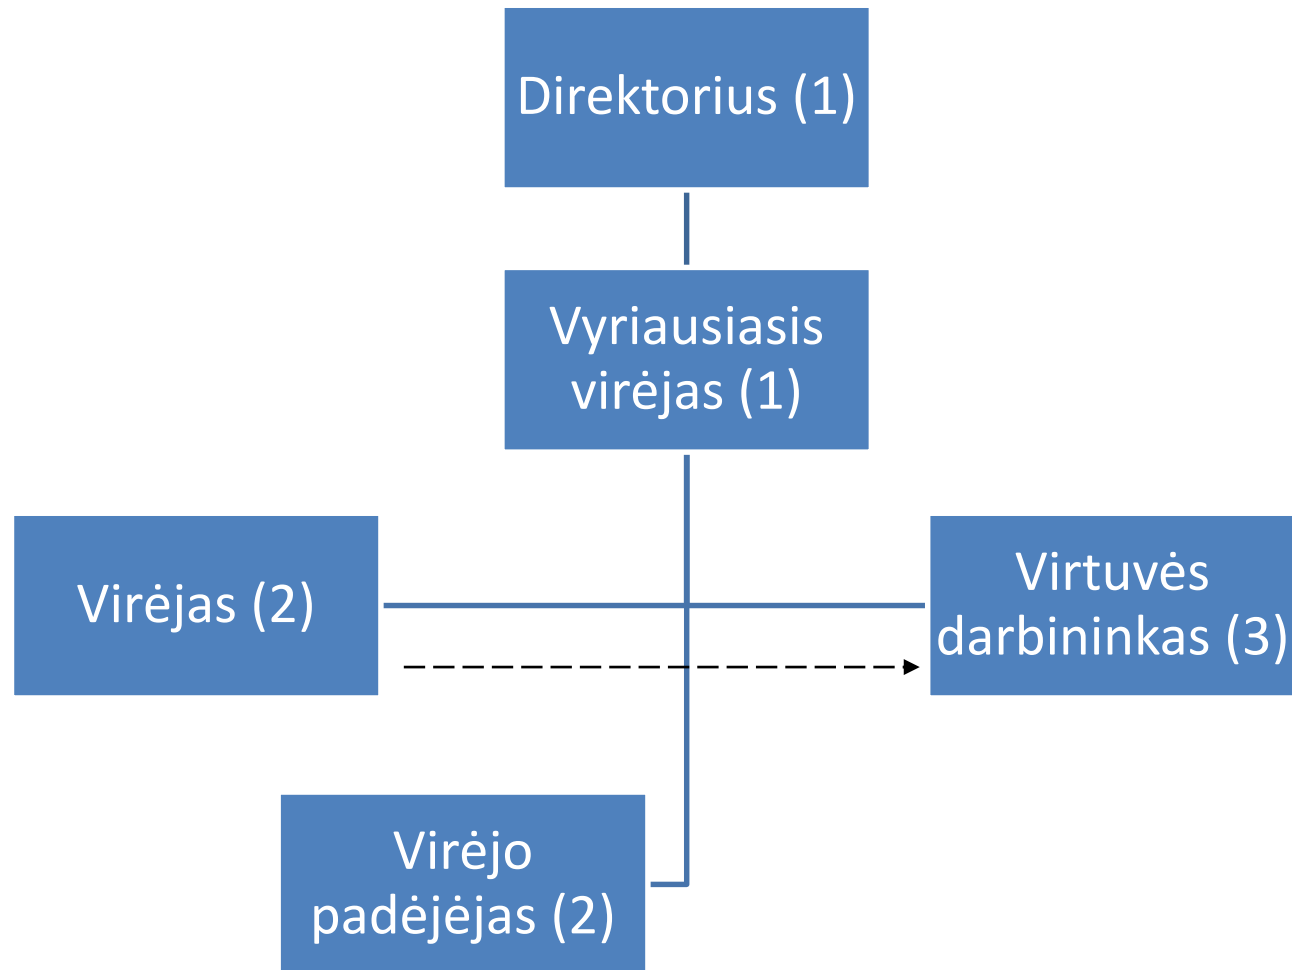 Direktorius (1)
Vyriausiasis
virėjas (1)
Virėjas (2)
Virtuvės
darbininkas (3)
Virėjo
padėjėjas (2)